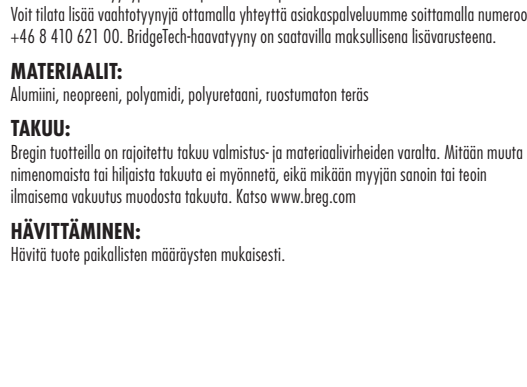 Voit tilata lisää vaahtotyynyjä ottamalla yhteyttä asiakaspalveluumme soittamalla numeroo
+46 8 410 621 00. BridgeTech-haavatyyny on saatavilla maksullisena lisävarusteena.
MATERIAALIT:
Alumiini, neopreeni, polyamidi, polyuretaani, ruostumaton teräs
TAKUU:
Bregin tuotteilla on rajoitettu takuu valmistus- ja materiaalivirheiden varalta. Mitään muuta
nimenomaista tai hiljaista takuuta ei myönnetä, eikä mikään myyjän sanoin tai teoin
ilmaisema vakuutus muodosta takuuta. Katso www.breg.com
HÄVITTÄMINEN:
Hävitä tuote paikallisten määräysten mukaisesti.